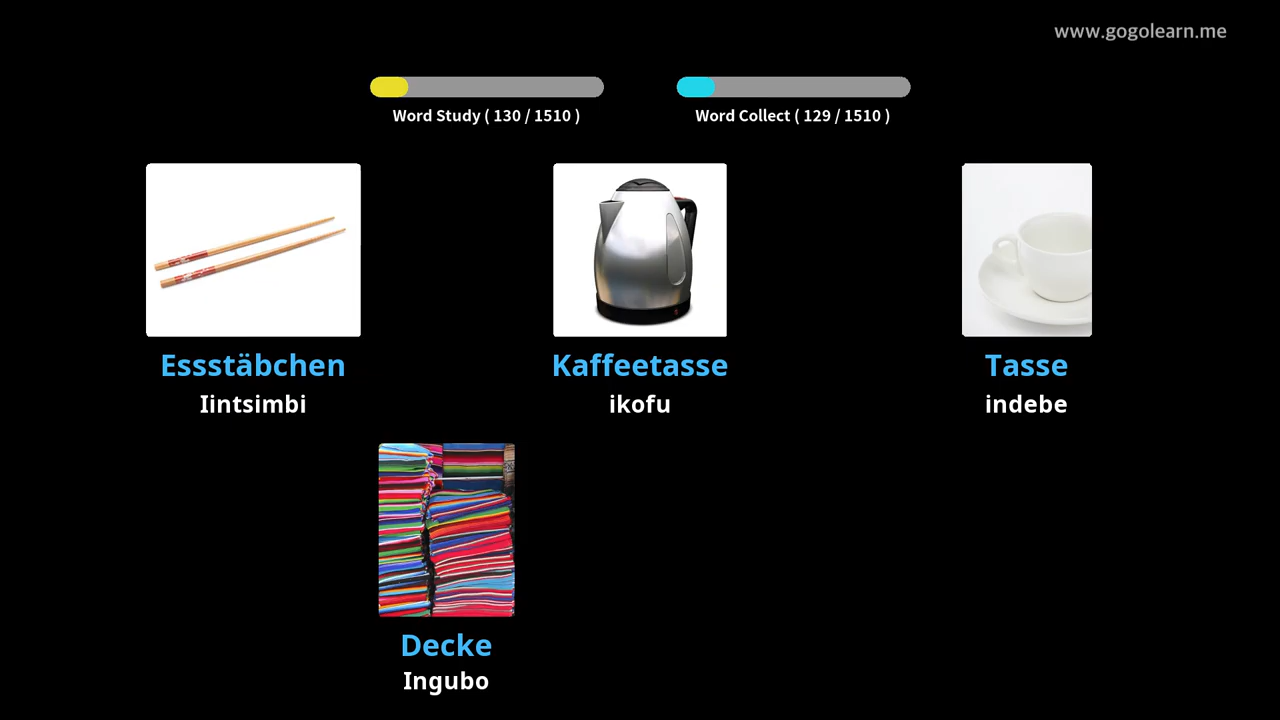 www.gogolearn.me
Word Study ( 130 / 1510 )
Word Collect ( 129 / 1510 )
Essstäbchen
Iintsimbi
Kaffeetasse
ikofu
Tasse
indebe
Decke
Ingubo